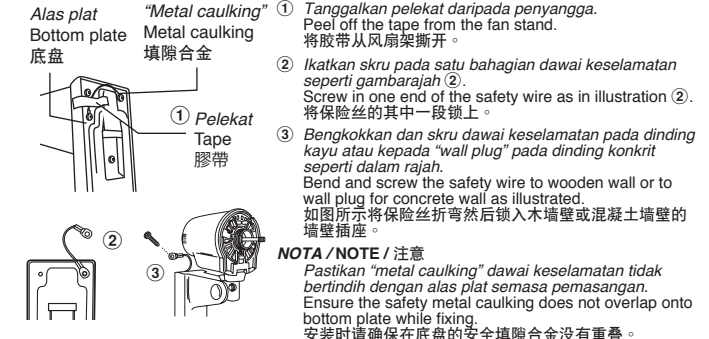 Alas plat
Bottom plate
底盘
“Metal caulking”
Metal caulking
填隙合金
① Pelekat
Tape
膠帶
②
③
① Tanggalkan pelekat daripada penyangga.
Peel off the tape from the fan stand.
将胶带从风扇架撕开。
② Ikatkan skru pada satu bahagian dawai keselamatan
seperti gambarajah ②.
Screw in one end of the safety wire as in illustration ②.
将保险丝的其中一段锁上。
③ Bengkokkan dan skru dawai keselamatan pada dinding
kayu atau kepada “wall plug” pada dinding konkrit
seperti dalam rajah.
Bend and screw the safety wire to wooden wall or to
wall plug for concrete wall as illustrated.
如图所示将保险丝折弯然后锁入木墙壁或混凝土墙壁的
墙壁插座。
NOTA / NOTE / 注意
Pastikan “metal caulking” dawai keselamatan tidak
bertindih dengan alas plat semasa pemasangan.
Ensure the safety metal caulking does not overlap onto
bottom plate while fixing.
安装时请确保在底盘的安全填隙合金没有重叠。